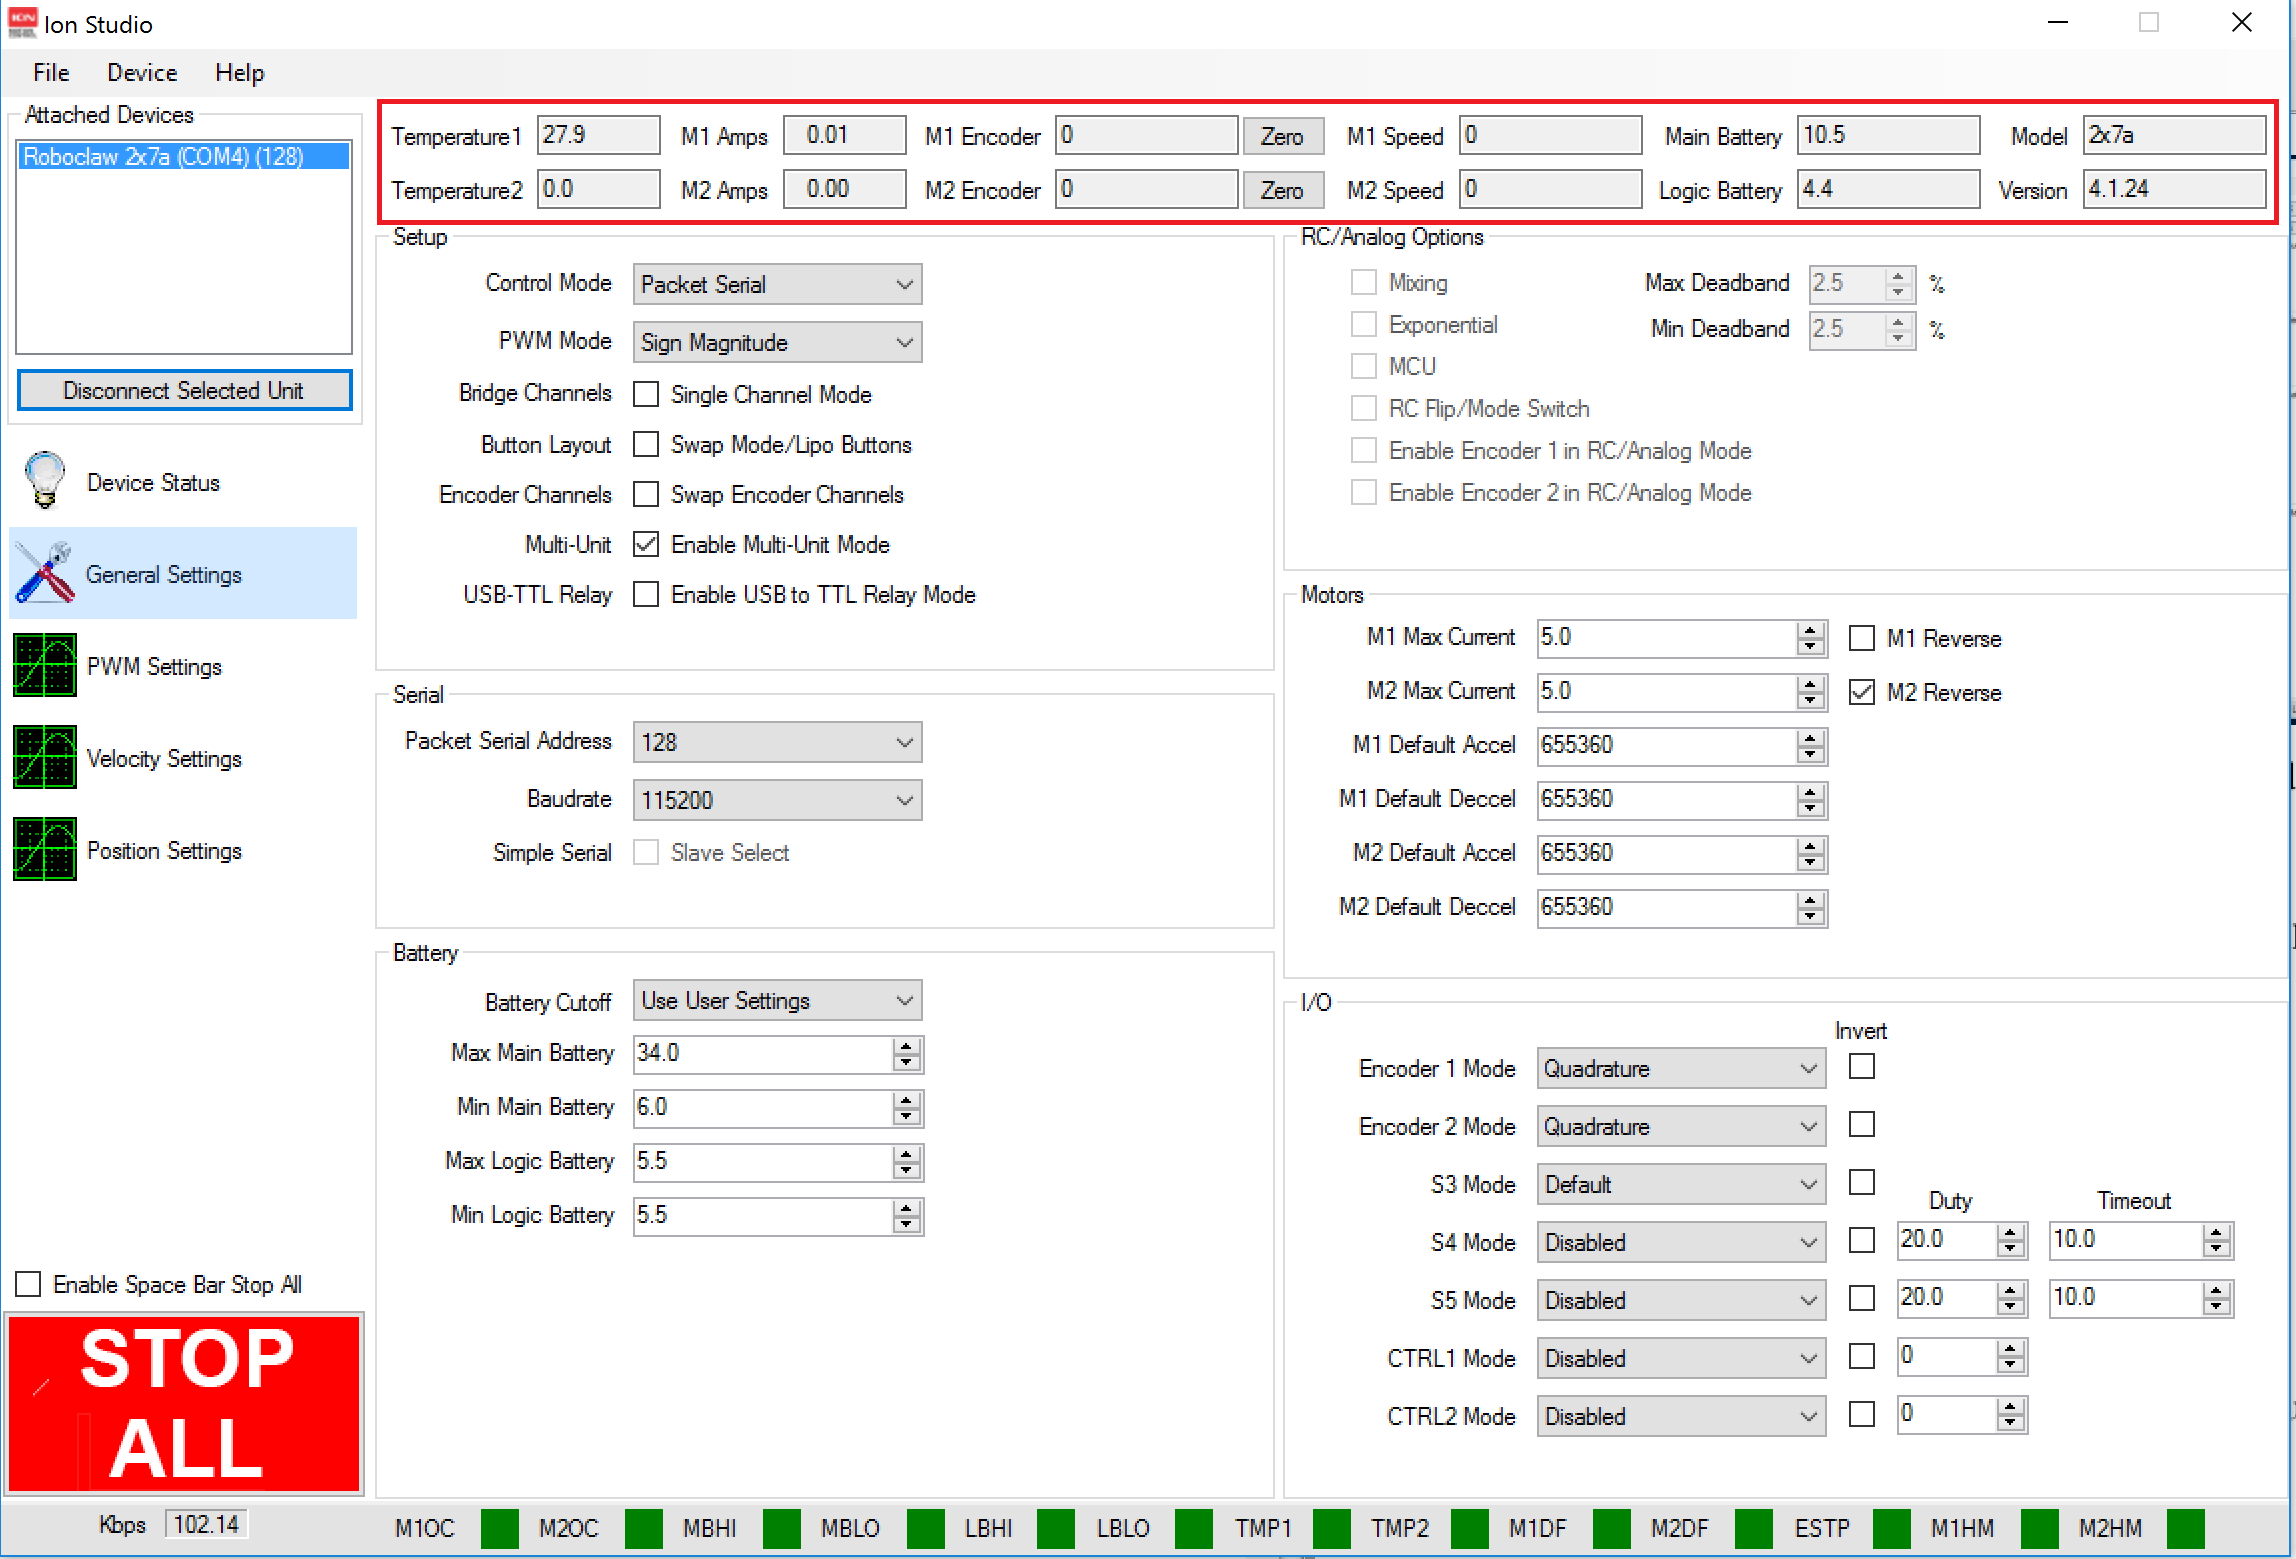 Ion Studio
File Device Help
Attached Devices
Roboclaw 2x7a (COM4) (128)
Disconnect Selected Unit
Device Status
General Settings
PWM Settings
Velocity Settings
Position Settings
Enable Space Bar Stop All
STOP
ALL
Temperature1 27.9 M1 Amps 0.01 M1 Encoder 0 Zero M1 Speed 0 Main Battery 10.5 Model 2x7a
Temperature2 0.0 M2 Amps 0.00 M2 Encoder 0 Zero M2 Speed 0 Logic Battery 4.4 Version 4.1.24
Setup
Control Mode Packet Serial
PWM Mode Sign Magnitude
Bridge Channels Single Channel Mode
Button Layout Swap Mode/Lipo Buttons
Encoder Channels Swap Encoder Channels
Multi-Unit Enable Multi-Unit Mode
USB-TTL Relay Enable USB to TTL Relay Mode
Serial
Packet Serial Address 128
Baudrate 115200
Simple Serial Slave Select
Battery
Battery Cutoff Use User Settings
Max Main Battery 34.0
Min Main Battery 6.0
Max Logic Battery 5.5
Min Logic Battery 5.5
RC/Analog Options
Mixing Max Deadband 2.5 %
Exponential Min Deadband 2.5 %
MCU
RC Flip/Mode Switch
Enable Encoder 1 in RC/Analog Mode
Enable Encoder 2 in RC/Analog Mode
Motors
M1 Max Current 5.0 M1 Reverse
M2 Max Current 5.0 M2 Reverse
M1 Default Accel 655360
M1 Default Deccel 655360
M2 Default Accel 655360
M2 Default Deccel 655360
I/O
Invert
Encoder 1 Mode Quadrature
Encoder 2 Mode Quadrature
S3 Mode Default
Duty Timeout
S4 Mode Disabled 20.0 10.0
S5 Mode Disabled 20.0 10.0
CTRL1 Mode Disabled 0
CTRL2 Mode Disabled 0
Kbps 102.14 M1OC M2OC MBHI MBLO LBHI LBLO TMP1 TMP2 M1DF M2DF ESTP M1HM M2HM